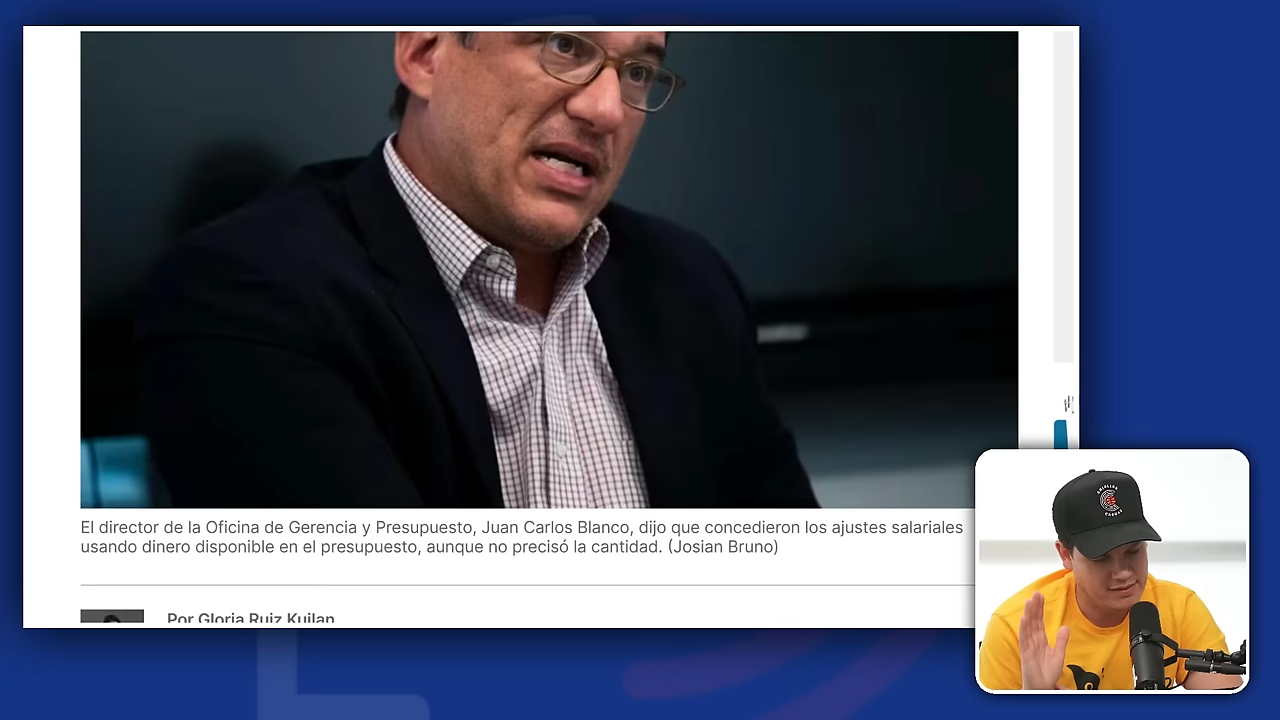 El director de la Oficina de Gerencia y Presupuesto, Juan Carlos Blanco, dijo que concedieron los ajustes salariales
usando dinero disponible en el presupuesto, aunque no precisó la cantidad. (Josian Bruno)
Por Gloria Ruiz Kuilan